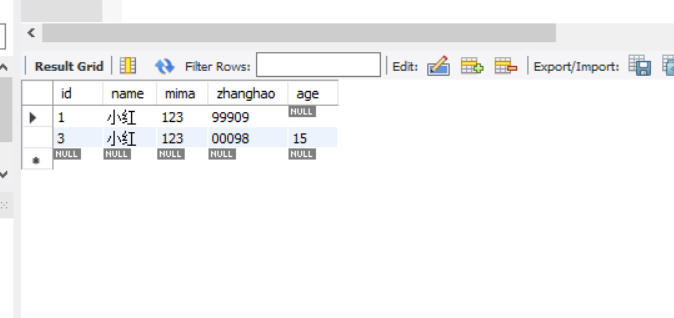 Result Grid Filter Rows: Edit: Export/Import:
id name mima zhanghao age
1 小红 123 99909 NULL
3 小红 123 00098 15
NULL NULL NULL NULL NULL